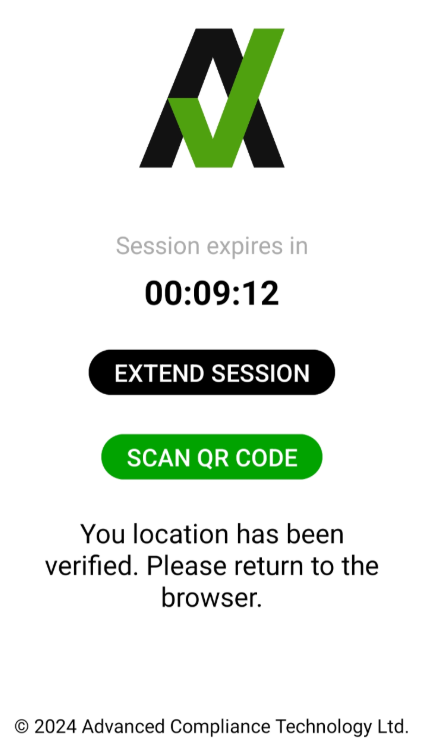 Session expires in
00:09:12
EXTEND SESSION
SCAN QR CODE
You location has been
verified. Please return to the
browser.
© 2024 Advanced Compliance Technology Ltd.